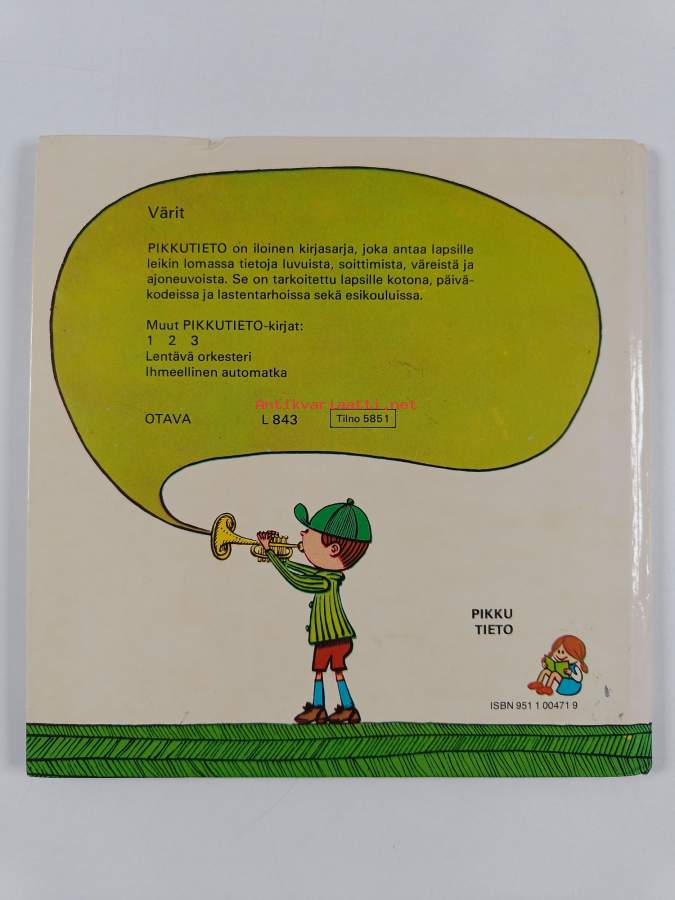 Värit
PIKKUTIETO on iloinen kirjasarja, joka antaa lapsille
leikin lomassa tietoja luvuista, soittimista, väreistä ja
ajoneuvoista. Se on tarkoitettu lapsille kotona, päivä-
kodeissa ja lastentarhoissa sekä esikouluissa.
Muut PIKKUTIETO-kirjat:
1 2 3
Lentävä orkesteri
Ihmeellinen automatka
Antikvariaatti.net
OTAVA L 843 Tilno 5851
PIKKU
TIETO
ISBN 951 1 00471 9